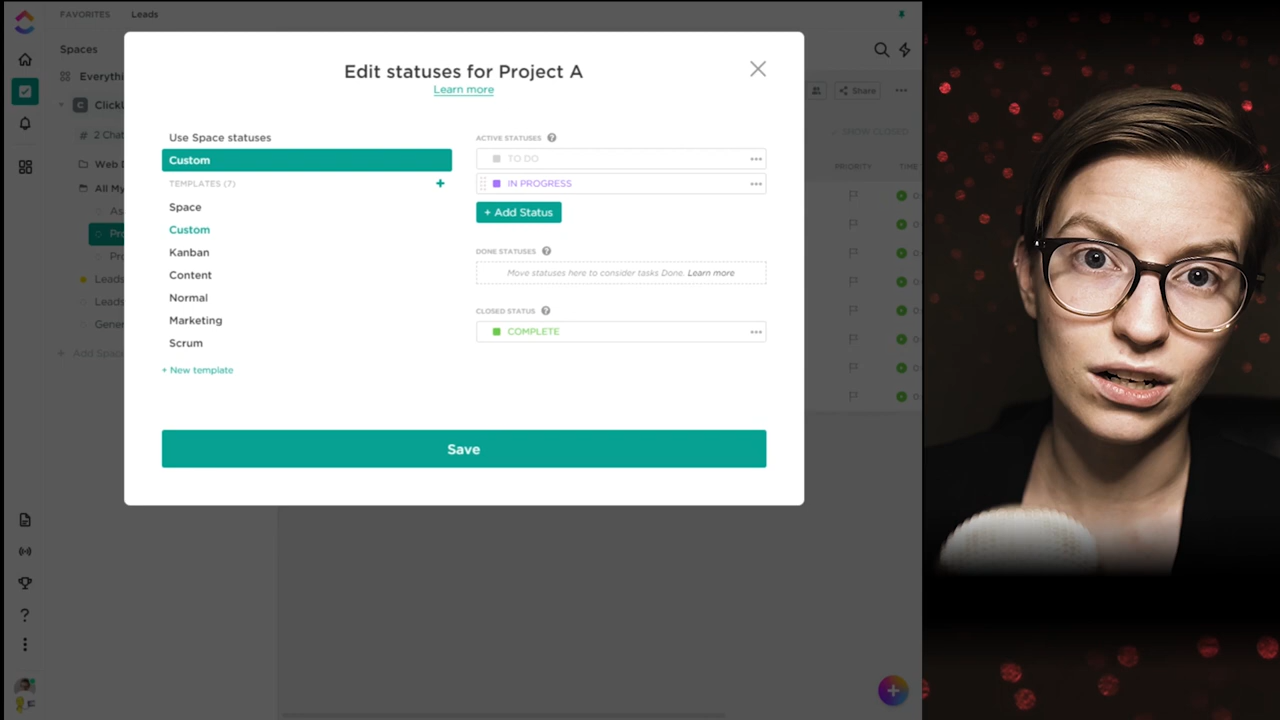 FAVORITES
Leads
Spaces
Everythi
ClickU
# 2 Chat
Web D
All My
As
Pro
Pr
Leads
Leads
Gener
+ Add Space
Edit statuses for Project A
Learn more
Use Space statuses
Custom
TEMPLATES (7)
Space
Custom
Kanban
Content
Normal
Marketing
Scrum
+ New template
ACTIVE STATUSES ?
TO DO
IN PROGRESS
+ Add Status
DONE STATUSES ?
Move statuses here to consider tasks Done. Learn more
CLOSED STATUS ?
COMPLETE
Save
Share
SHOW CLOSED
PRIORITY
TIME